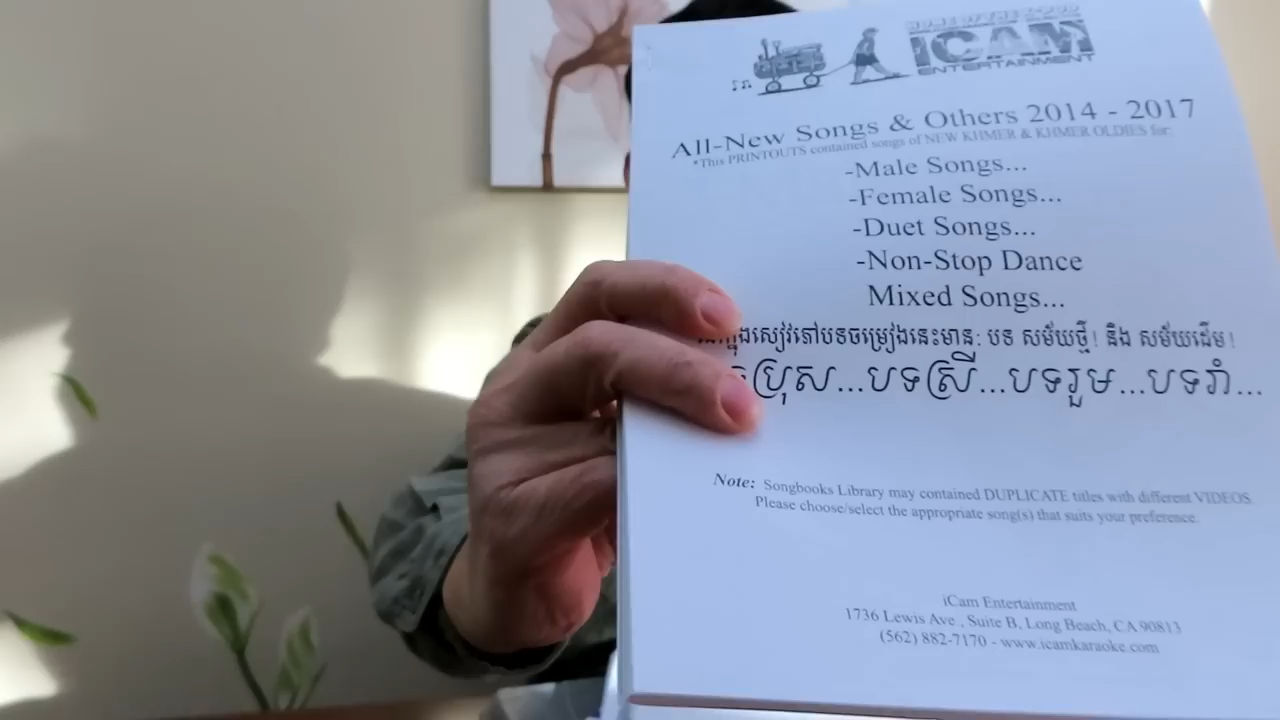 iCAM
ENTERTAINMENT
All-New Songs & Others 2014 - 2017
*This PRINTOUTS contained songs of NEW KHMER & KHMER OLDIES for:
-Male Songs...
-Female Songs...
-Duet Songs...
-Non-Stop Dance
Mixed Songs...
សៀវភៅបទចម្រៀងនេះមាន: បទ សម័យថ្មី! និង សម័យដើម!
ប្រុស...បទស្រី...បទរួម...បទរាំ...
Note: Songbooks Library may contained DUPLICATE titles with different VIDEOS.
Please choose/select the appropriate song(s) that suits your preference.
iCam Entertainment
1736 Lewis Ave., Suite B, Long Beach, CA 90813
(562) 882-7170 - www.icamkaraoke.com